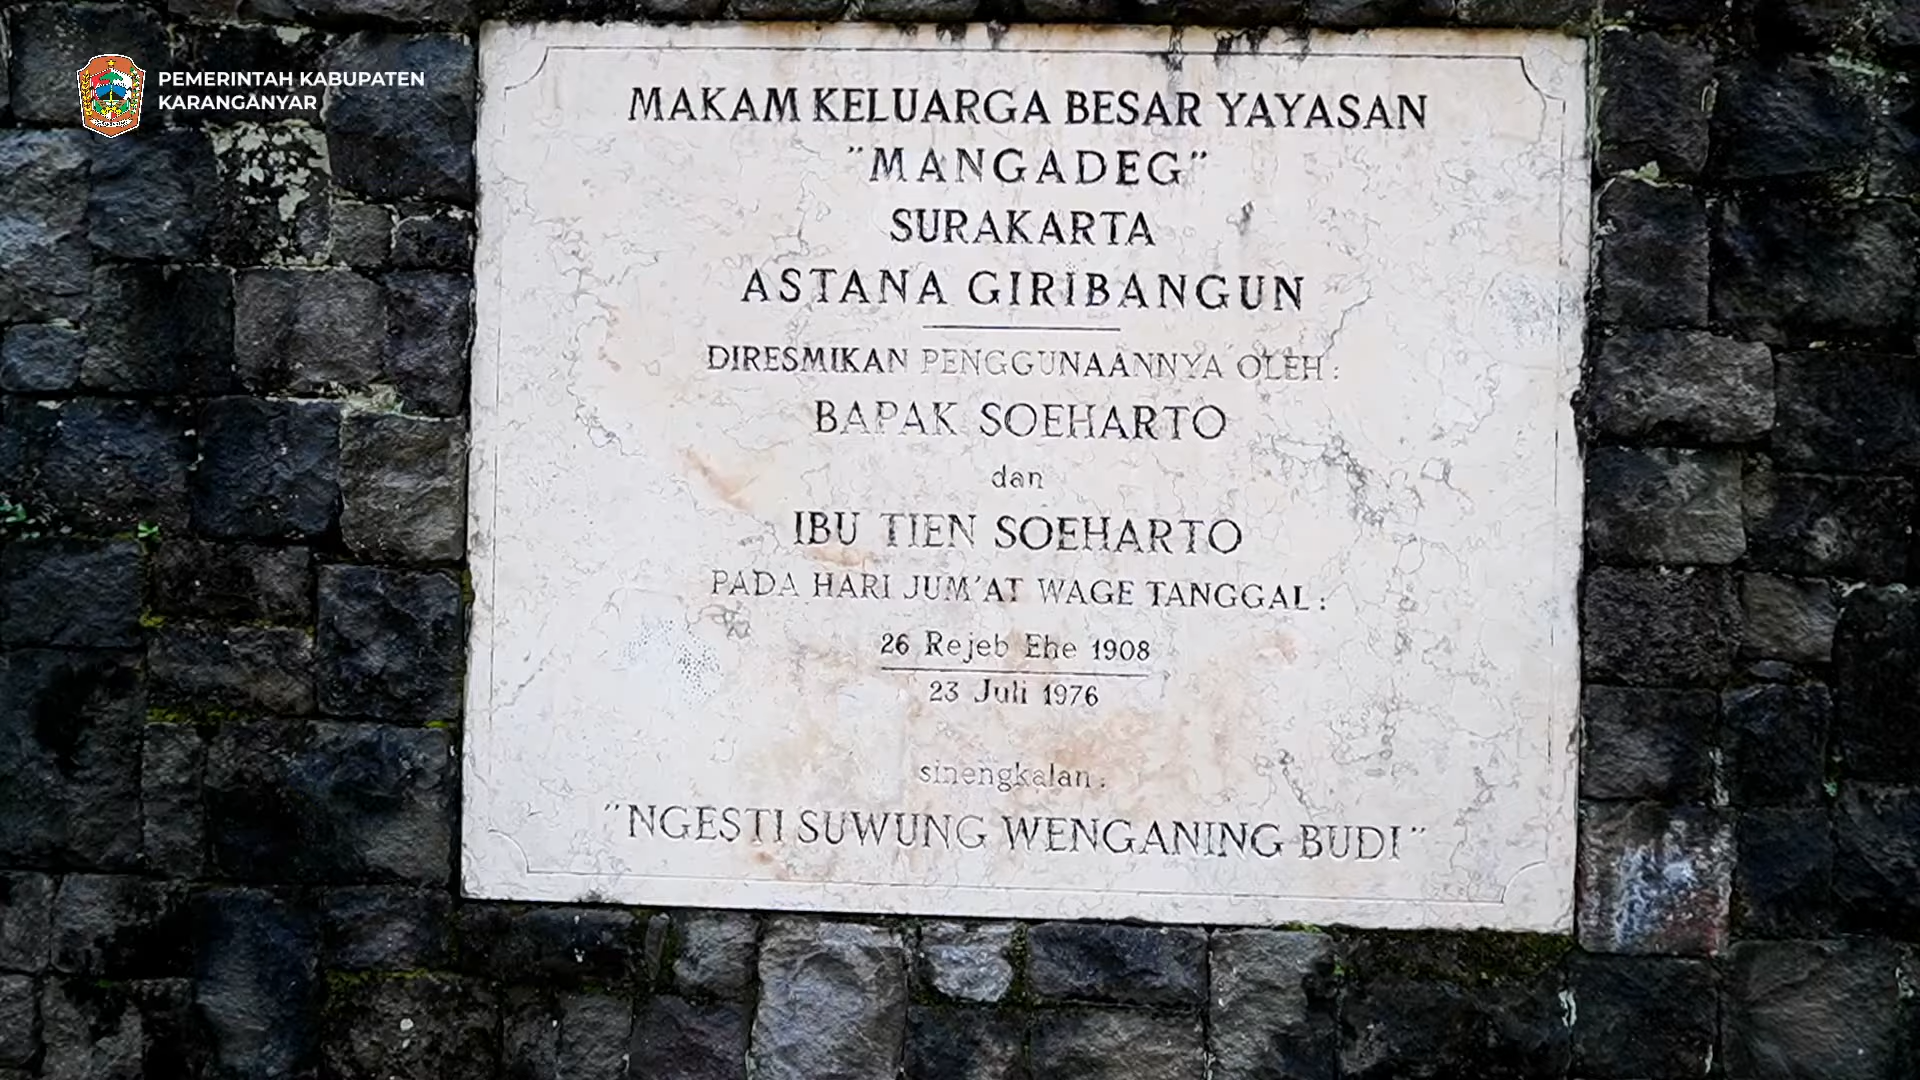 PEMERINTAH KABUPATEN
KARANGANYAR
MAKAM KELUARGA BESAR YAYASAN
"MANGADEG"
SURAKARTA
ASTANA GIRIBANGUN
DIRESMIKAN PENGGUNAANNYA OLEH :
BAPAK SOEHARTO
dan
IBU TIEN SOEHARTO
PADA HARI JUM'AT WAGE TANGGAL :
26 Rejeb Ehe 1908
23 Juli 1976
sinengkalan :
"NGESTI SUWUNG WENGANING BUDI"